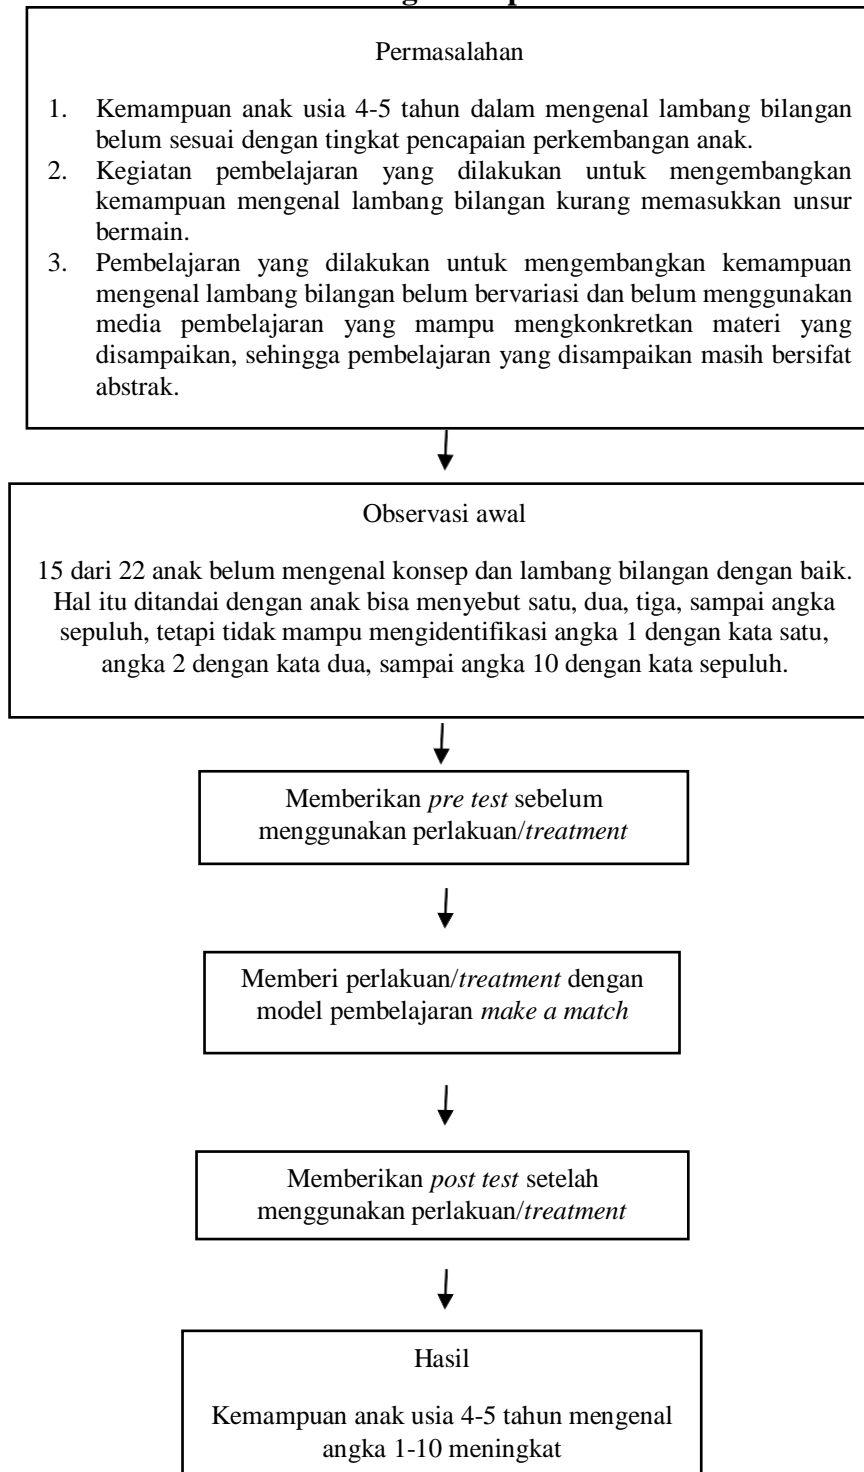 Permasalahan
1. Kemampuan anak usia 4-5 tahun dalam mengenal lambang bilangan
belum sesuai dengan tingkat pencapaian perkembangan anak.
2. Kegiatan pembelajaran yang dilakukan untuk mengembangkan
kemampuan mengenal lambang bilangan kurang memasukkan unsur
bermain.
3. Pembelajaran yang dilakukan untuk mengembangkan kemampuan
mengenal lambang bilangan belum bervariasi dan belum menggunakan
media pembelajaran yang mampu mengkonkretkan materi yang
disampaikan, sehingga pembelajaran yang disampaikan masih bersifat
abstrak.
Observasi awal
15 dari 22 anak belum mengenal konsep dan lambang bilangan dengan baik.
Hal itu ditandai dengan anak bisa menyebut satu, dua, tiga, sampai angka
sepuluh, tetapi tidak mampu mengidentifikasi angka 1 dengan kata satu,
angka 2 dengan kata dua, sampai angka 10 dengan kata sepuluh.
Memberikan pre test sebelum
menggunakan perlakuan/treatment
Memberi perlakuan/treatment dengan
model pembelajaran make a match
Memberikan post test setelah
menggunakan perlakuan/treatment
Hasil
Kemampuan anak usia 4-5 tahun mengenal
angka 1-10 meningkat